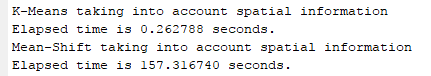 K-Means taking into account spatial information
Elapsed time is 0.262788 seconds.
Mean-Shift taking into account spatial information
Elapsed time is 157.316740 seconds.